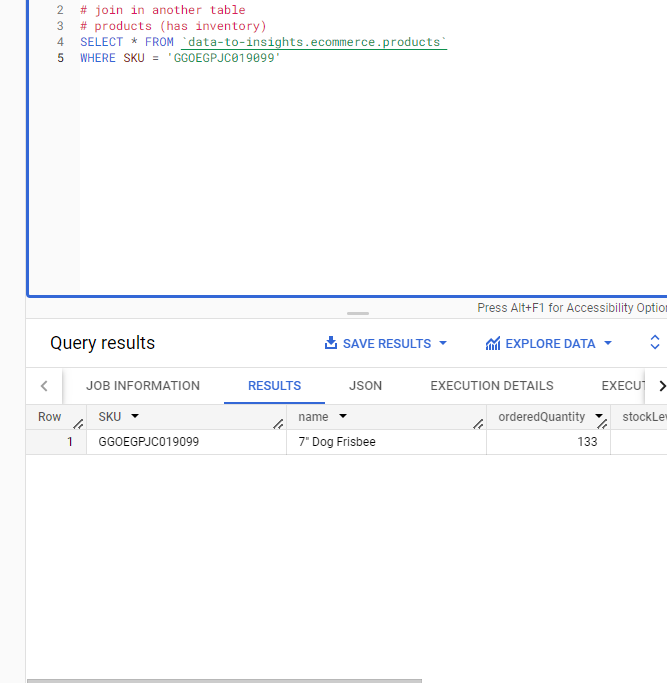 2 # join in another table
3 # products (has inventory)
4 SELECT * FROM `data-to-insights.ecommerce.products`
5 WHERE SKU = 'GGOEGPJC019099'
Press Alt+F1 for Accessibility Option
Query results
SAVE RESULTS
EXPLORE DATA
JOB INFORMATION RESULTS JSON EXECUTION DETAILS EXECUT
Row SKU name orderedQuantity stockLev
1 GGOEGPJC019099 7" Dog Frisbee 133